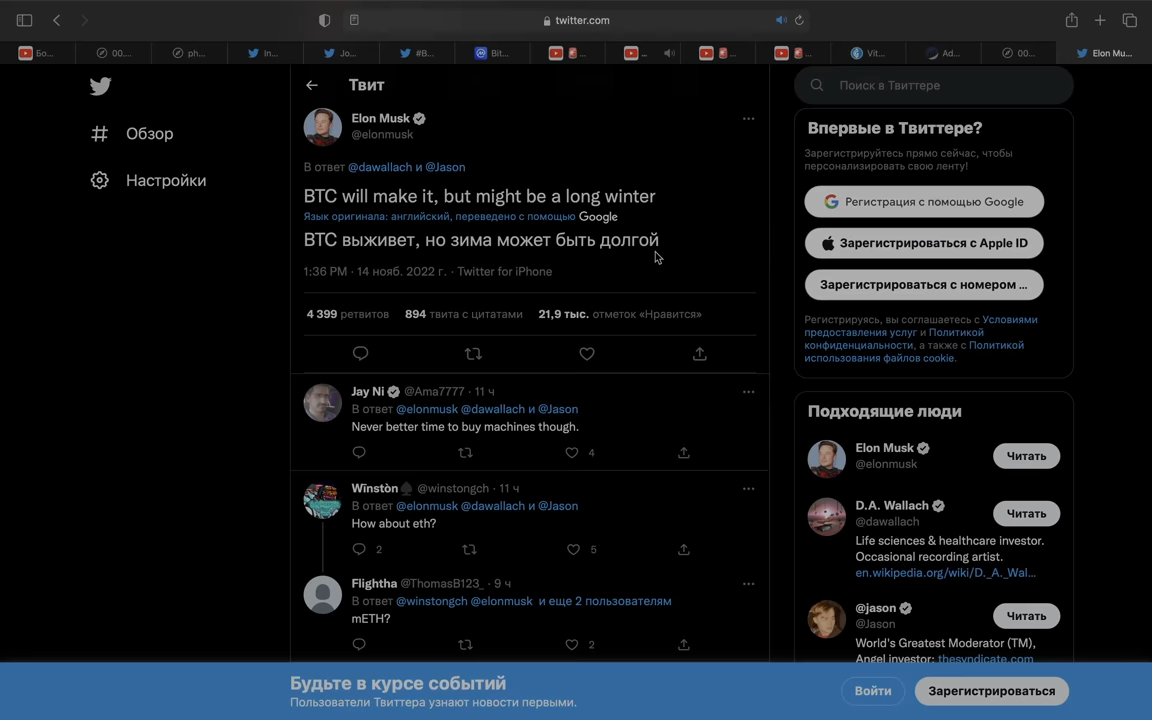 twitter.com
Бо...
00....
ph...
In...
Jo...
#B...
Bit...
...
...
...
...
Vit...
Ad...
00...
Elon Mu...
Обзор
Настройки
Твит
Elon Musk
@elonmusk
В ответ @dawallach и @Jason
BTC will make it, but might be a long winter
Язык оригинала: английский, переведено с помощью Google
BTC выживет, но зима может быть долгой
1:36 PM · 14 нояб. 2022 г. · Twitter for iPhone
4 399 ретвитов 894 твита с цитатами 21,9 тыс. отметок «Нравится»
Jay Ni @Ama7777 · 11 ч
В ответ @elonmusk @dawallach и @Jason
Never better time to buy machines though.
4
Wīnstòn @winstongch · 11 ч
В ответ @elonmusk @dawallach и @Jason
How about eth?
2 5
Flightha @ThomasB123_ · 9 ч
В ответ @winstongch @elonmusk и еще 2 пользователям
mETH?
2
Поиск в Твиттере
Впервые в Твиттере?
Зарегистрируйтесь прямо сейчас, чтобы
персонализировать свою ленту!
Регистрация с помощью Google
Зарегистрироваться с Apple ID
Зарегистрироваться с номером ...
Регистрируясь, вы соглашаетесь с Условиями
предоставления услуг и Политикой
конфиденциальности, а также с Политикой
использования файлов cookie.
Подходящие люди
Elon Musk
@elonmusk
Читать
D.A. Wallach
@dawallach
Читать
Life sciences & healthcare investor.
Occasional recording artist.
en.wikipedia.org/wiki/D._A._Wal...
@jason
@Jason
Читать
World's Greatest Moderator (TM),
Angel investor: thesyndicate.com
Будьте в курсе событий
Пользователи Твиттера узнают новости первыми.
Войти
Зарегистрироваться